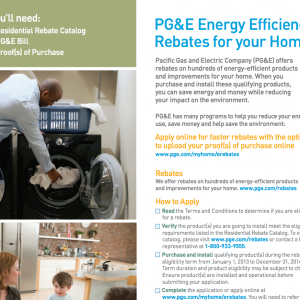 u'll need:
esidential Rebate Catalog
G&E Bill
roof(s) of Purchase
PG&E Energy Efficienc
Rebates for your Hom
Pacific Gas and Electric Company (PG&E) offers
rebates on hundreds of energy-efficient products
and improvements for your home. When you
purchase and install these qualifying products,
you can save energy and money while reducing
your impact on the environment.
PG&E has many programs to help you reduce your ener
use, save money and help save the environment:
Apply online for faster rebates with the optio
to upload your proof(s) of purchase online
www.pge.com/myhome/erebates
Rebates
We offer rebates on hundreds of energy-efficient products
and improvements for your home. www.pge.com/rebates
How to Apply
Read the Terms and Conditions to determine if you are eli
for a rebate.
Verify the product(s) you are going to install meet the elig
requirements listed in the Residential Rebate Catalog. To o
catalog, please visit www.pge.com/rebates or contact a
representative at 1-800-933-9555.
Purchase and install qualifying product(s) during the reba
eligibility term from January 1, 2013 to December 31, 2014
Term duration and product eligibility may be subject to ch
Ensure product(s) are installed and operational before
submitting your application.
Complete the application or apply online at
www.pge.com/myhome/erebates. You will need to